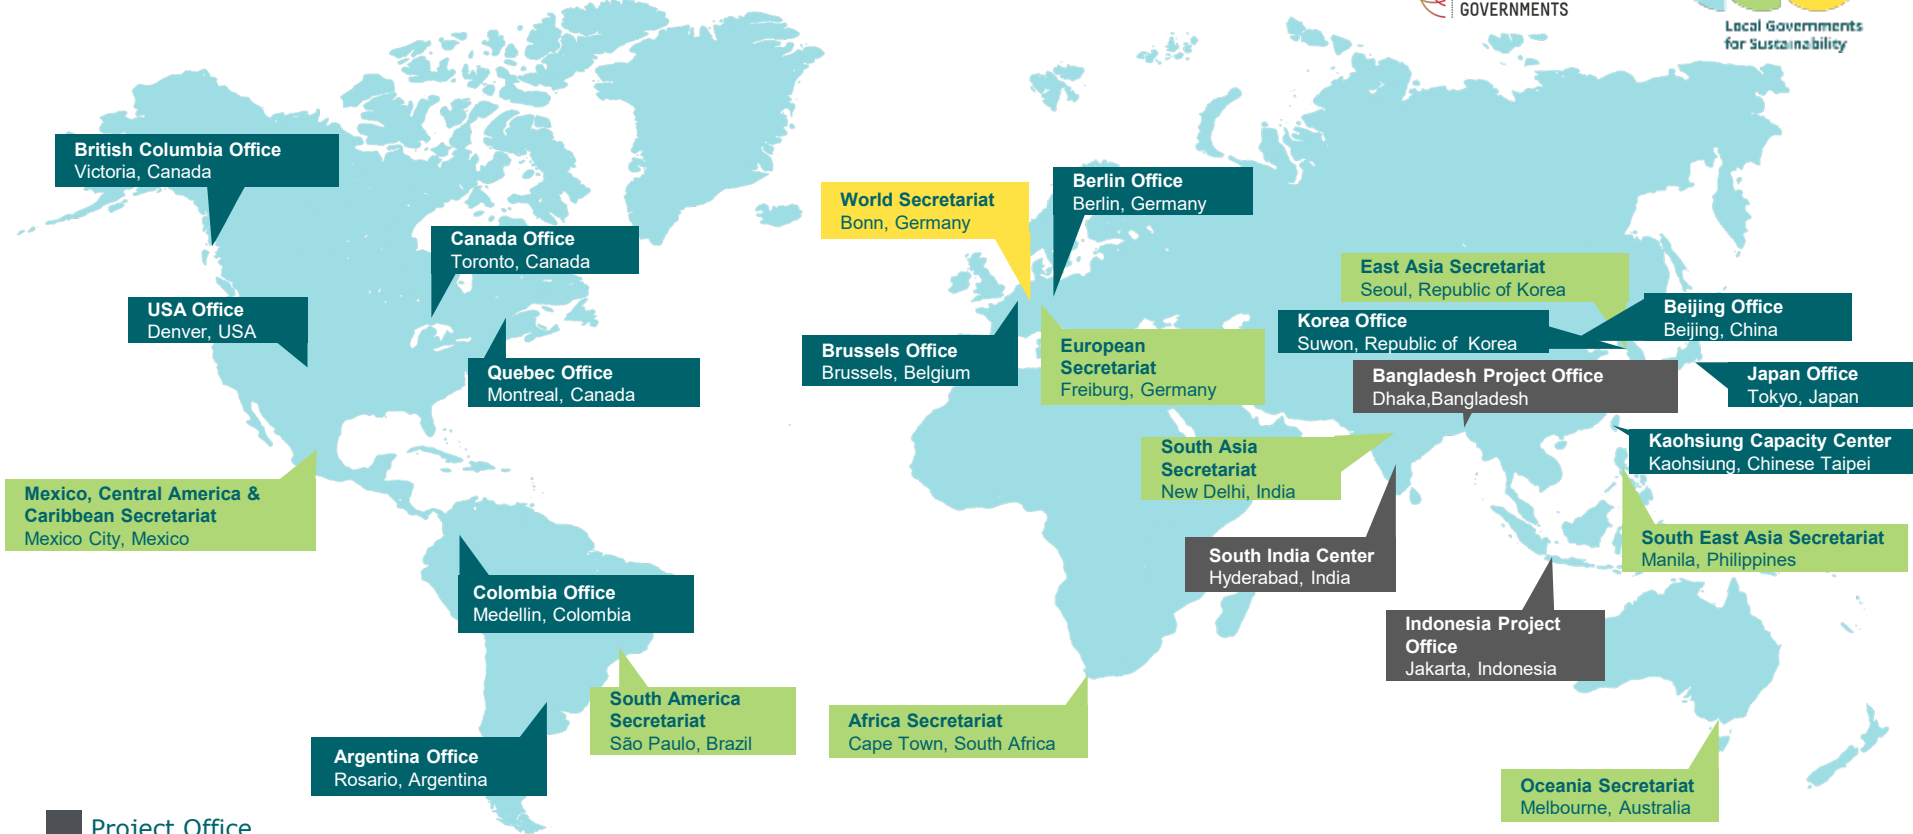 GOVERNMENTS
Local Governments
for Sustainability
British Columbia Office
Victoria, Canada
Canada Office
Toronto, Canada
USA Office
Denver, USA
Quebec Office
Montreal, Canada
Mexico, Central America &
Caribbean Secretariat
Mexico City, Mexico
Colombia Office
Medellin, Colombia
South America
Secretariat
São Paulo, Brazil
Argentina Office
Rosario, Argentina
World Secretariat
Bonn, Germany
Berlin Office
Berlin, Germany
Brussels Office
Brussels, Belgium
European
Secretariat
Freiburg, Germany
East Asia Secretariat
Seoul, Republic of Korea
Korea Office
Suwon, Republic of Korea
Beijing Office
Beijing, China
Bangladesh Project Office
Dhaka,Bangladesh
Japan Office
Tokyo, Japan
South Asia
Secretariat
New Delhi, India
Kaohsiung Capacity Center
Kaohsiung, Chinese Taipei
South India Center
Hyderabad, India
South East Asia Secretariat
Manila, Philippines
Indonesia Project
Office
Jakarta, Indonesia
Africa Secretariat
Cape Town, South Africa
Oceania Secretariat
Melbourne, Australia
Project Office